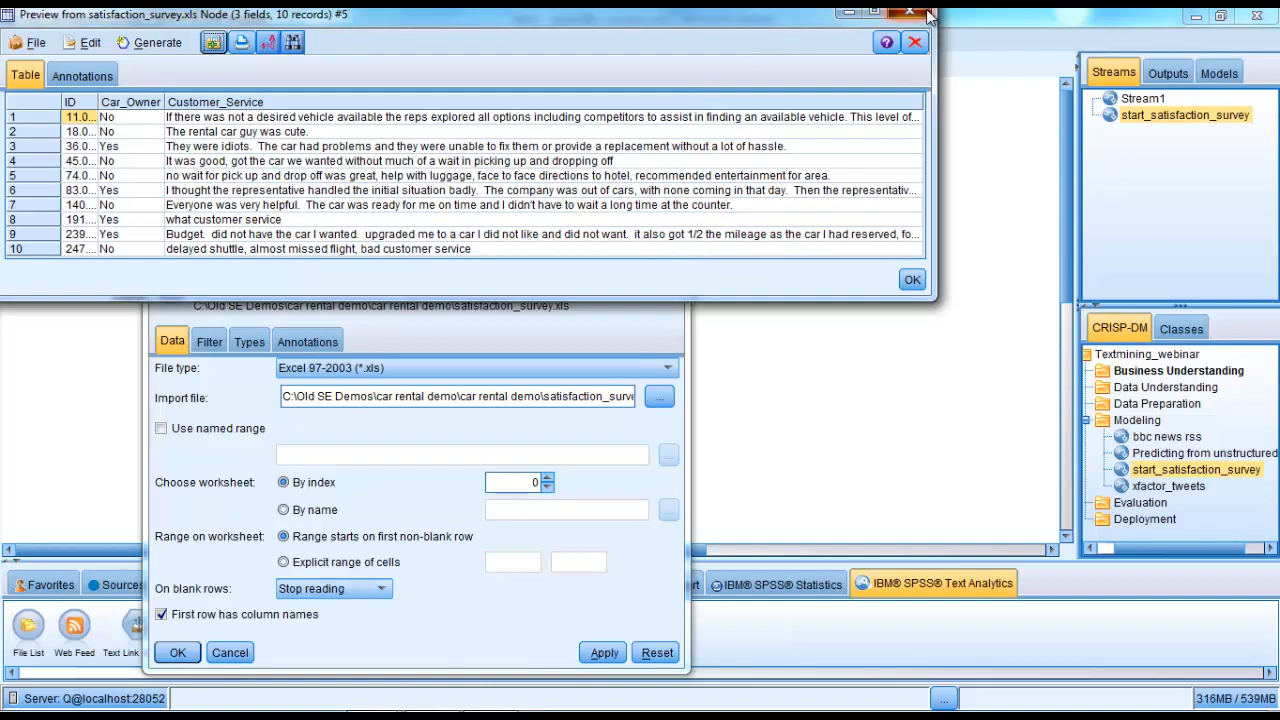 Preview from satisfaction_survey.xls Node (3 fields, 10 records) #5
File Edit Generate
Table Annotations
ID Car_Owner Customer_Service
1 11.0... No If there was not a desired vehicle available the reps explored all options including competitors to assist in finding an available vehicle. This level of...
2 18.0... No The rental car guy was cute.
3 36.0... Yes They were idiots. The car had problems and they were unable to fix them or provide a replacement without a lot of hassle.
4 45.0... No It was good, got the car we wanted without much of a wait in picking up and dropping off
5 74.0... No no wait for pick up and drop off was great, help with luggage, face to face directions to hotel, recommended entertainment for area.
6 83.0... Yes I thought the representative handled the initial situation badly. The company was out of cars, with none coming in that day. Then the representativ...
7 140.... No Everyone was very helpful. The car was ready for me on time and I didn't have to wait a long time at the counter.
8 191.... Yes what customer service
9 239.... Yes Budget. did not have the car I wanted. upgraded me to a car I did not like and did not want. it also got 1/2 the mileage as the car I had reserved, fo...
10 247.... No delayed shuttle, almost missed flight, bad customer service
OK
C:\Old SE Demos\car rental demo\car rental demo\satisfaction_survey.xls
Data Filter Types Annotations
File type: Excel 97-2003 (*.xls)
Import file: C:\Old SE Demos\car rental demo\car rental demo\satisfaction_surve ...
Use named range
Choose worksheet: By index 0
By name
Range on worksheet: Range starts on first non-blank row
Explicit range of cells
On blank rows: Stop reading
First row has column names
OK Cancel Apply Reset
Streams Outputs Models
Stream1
start_satisfaction_survey
CRISP-DM Classes
Textmining_webinar
Business Understanding
Data Understanding
Data Preparation
Modeling
bbc news rss
Predicting from unstructured
start_satisfaction_survey
xfactor_tweets
Evaluation
Deployment
Favorites Sources rt IBM® SPSS® Statistics IBM® SPSS® Text Analytics
File List Web Feed Text Link
Server: Q@localhost:28052 ... 316MB / 539MB